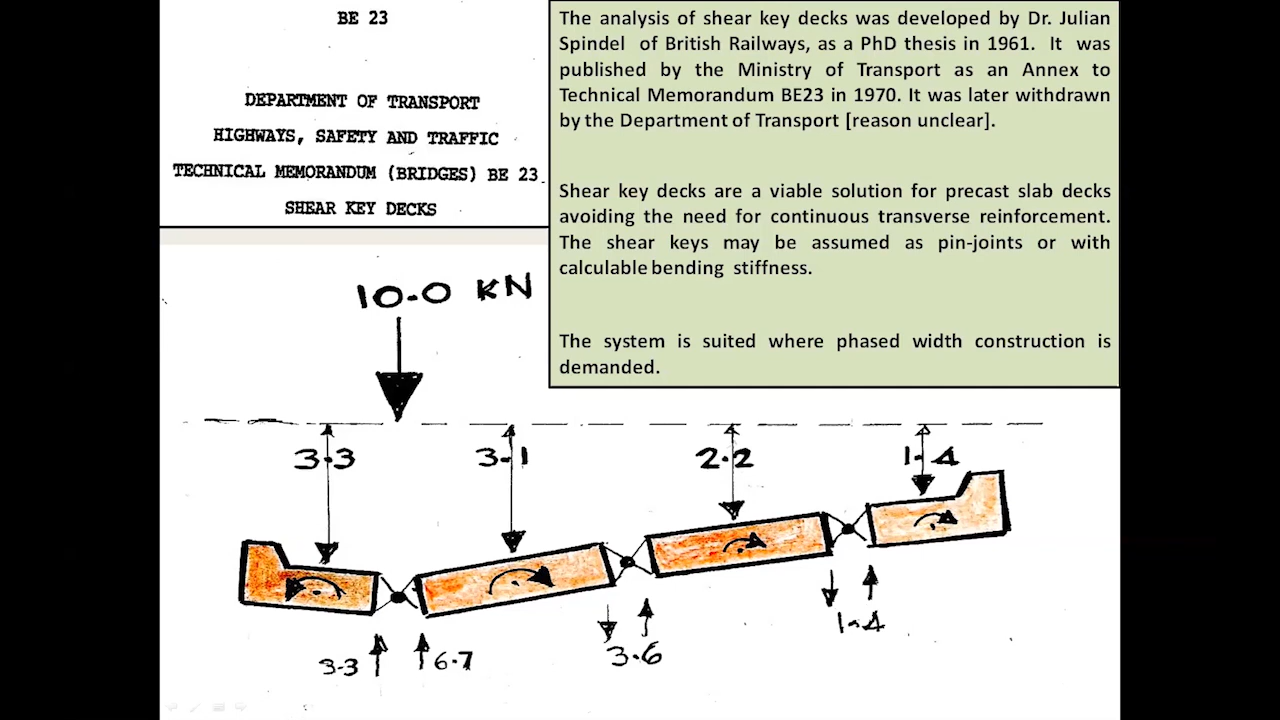 BE 23
DEPARTMENT OF TRANSPORT
HIGHWAYS, SAFETY AND TRAFFIC
TECHNICAL MEMORANDUM (BRIDGES) BE 23
SHEAR KEY DECKS
The analysis of shear key decks was developed by Dr. Julian
Spindel of British Railways, as a PhD thesis in 1961. It was
published by the Ministry of Transport as an Annex to
Technical Memorandum BE23 in 1970. It was later withdrawn
by the Department of Transport [reason unclear].
Shear key decks are a viable solution for precast slab decks
avoiding the need for continuous transverse reinforcement.
The shear keys may be assumed as pin-joints or with
calculable bending stiffness.
The system is suited where phased width construction is
demanded.
10.0 KN
3.3 3.1 2.2 1.4
3.3 6.7 3.6 1.4